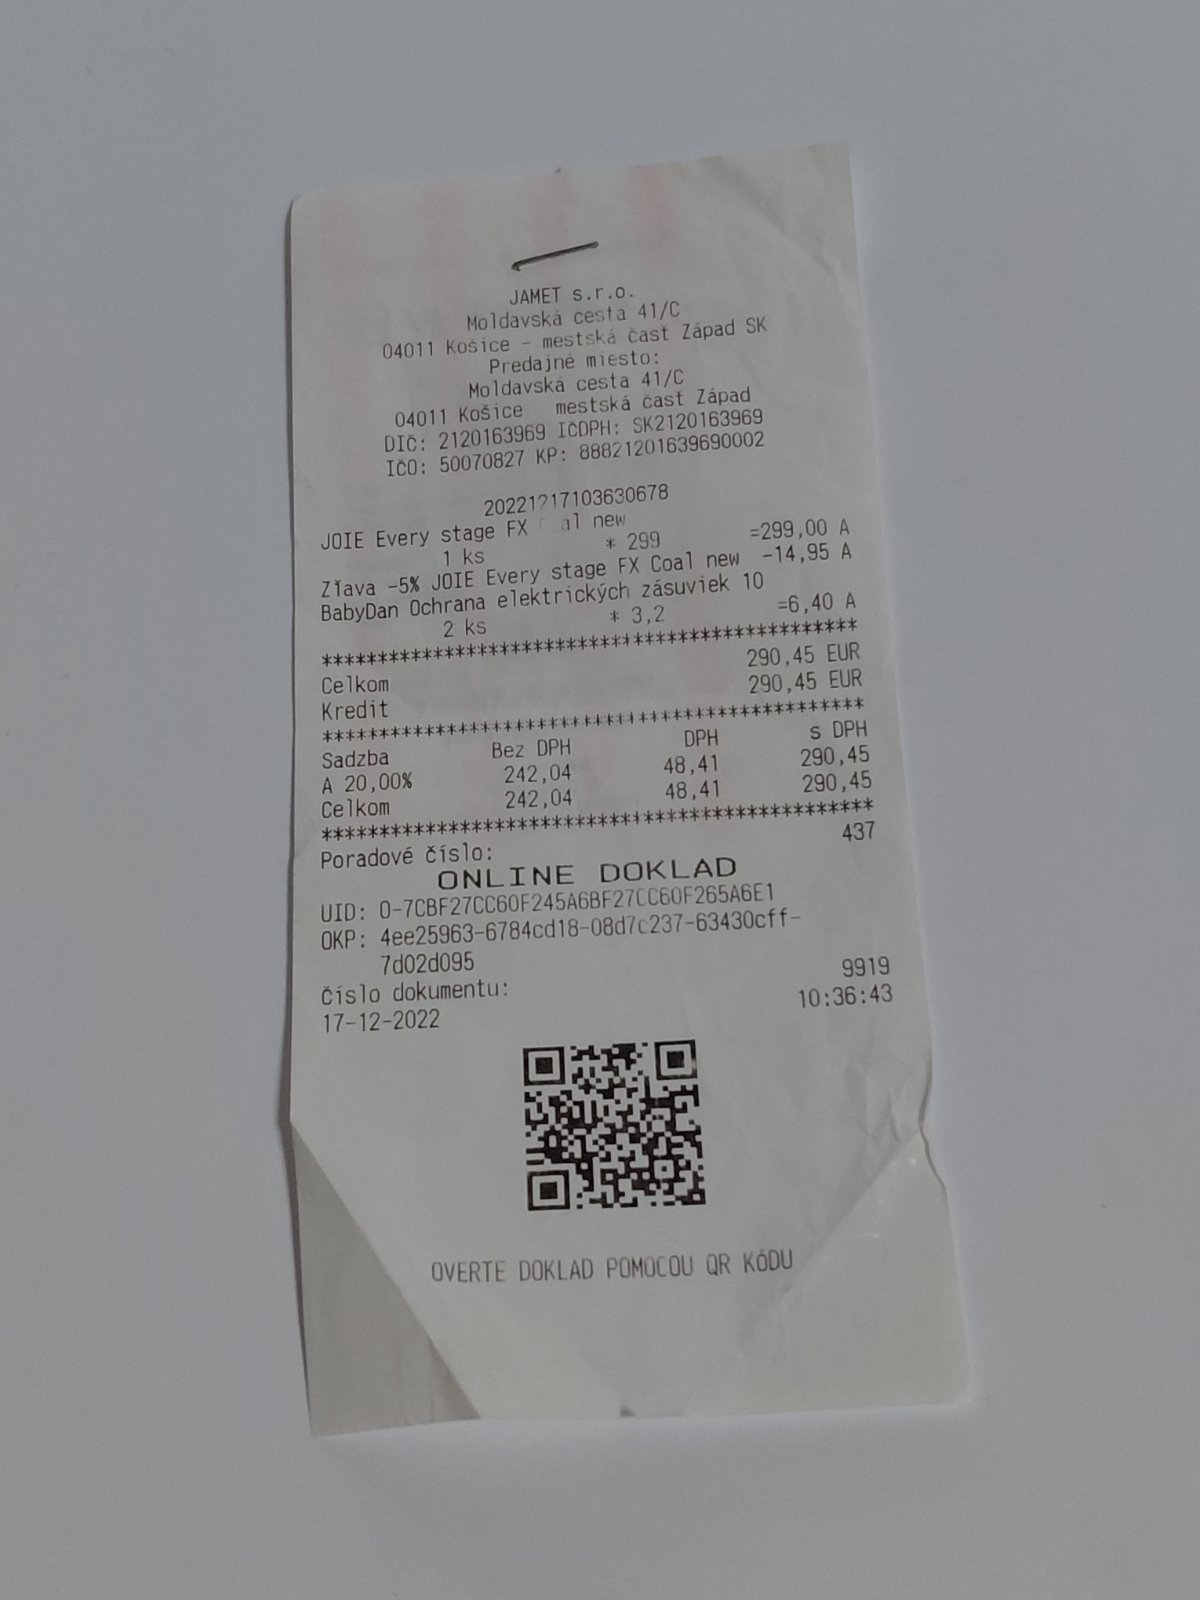 JAMET s.r.o.
Moldavská cesta 41/C
04011 Košice - mestská časť Západ SK
Predajné miesto:
Moldavská cesta 41/C
04011 Košice mestská časť Západ
DIČ: 2120163969 IČDPH: SK2120163969
IČO: 50070827 KP: 88821201639690002
20221217103630678
JOIE Every stage FX new
1 ks * 299 =299,00 A
Zľava -5% JOIE Every stage FX Coal new -14,95 A
BabyDan Ochrana elektrických zásuviek 10
2 ks * 3,2 =6,40 A
************************************************
Celkom 290,45 EUR
Kredit 290,45 EUR
************************************************
Sadzba Bez DPH DPH s DPH
A 20,00% 242,04 48,41 290,45
Celkom 242,04 48,41 290,45
************************************************
Poradové číslo: 437
ONLINE DOKLAD
UID: O-7CBF27CC60F245A6BF27CC60F265A6E1
OKP: 4ee25963-6784cd18-08d7c237-63430cff-
7d02d095
Číslo dokumentu: 9919
17-12-2022 10:36:43
OVERTE DOKLAD POMOCOU QR KÓDU